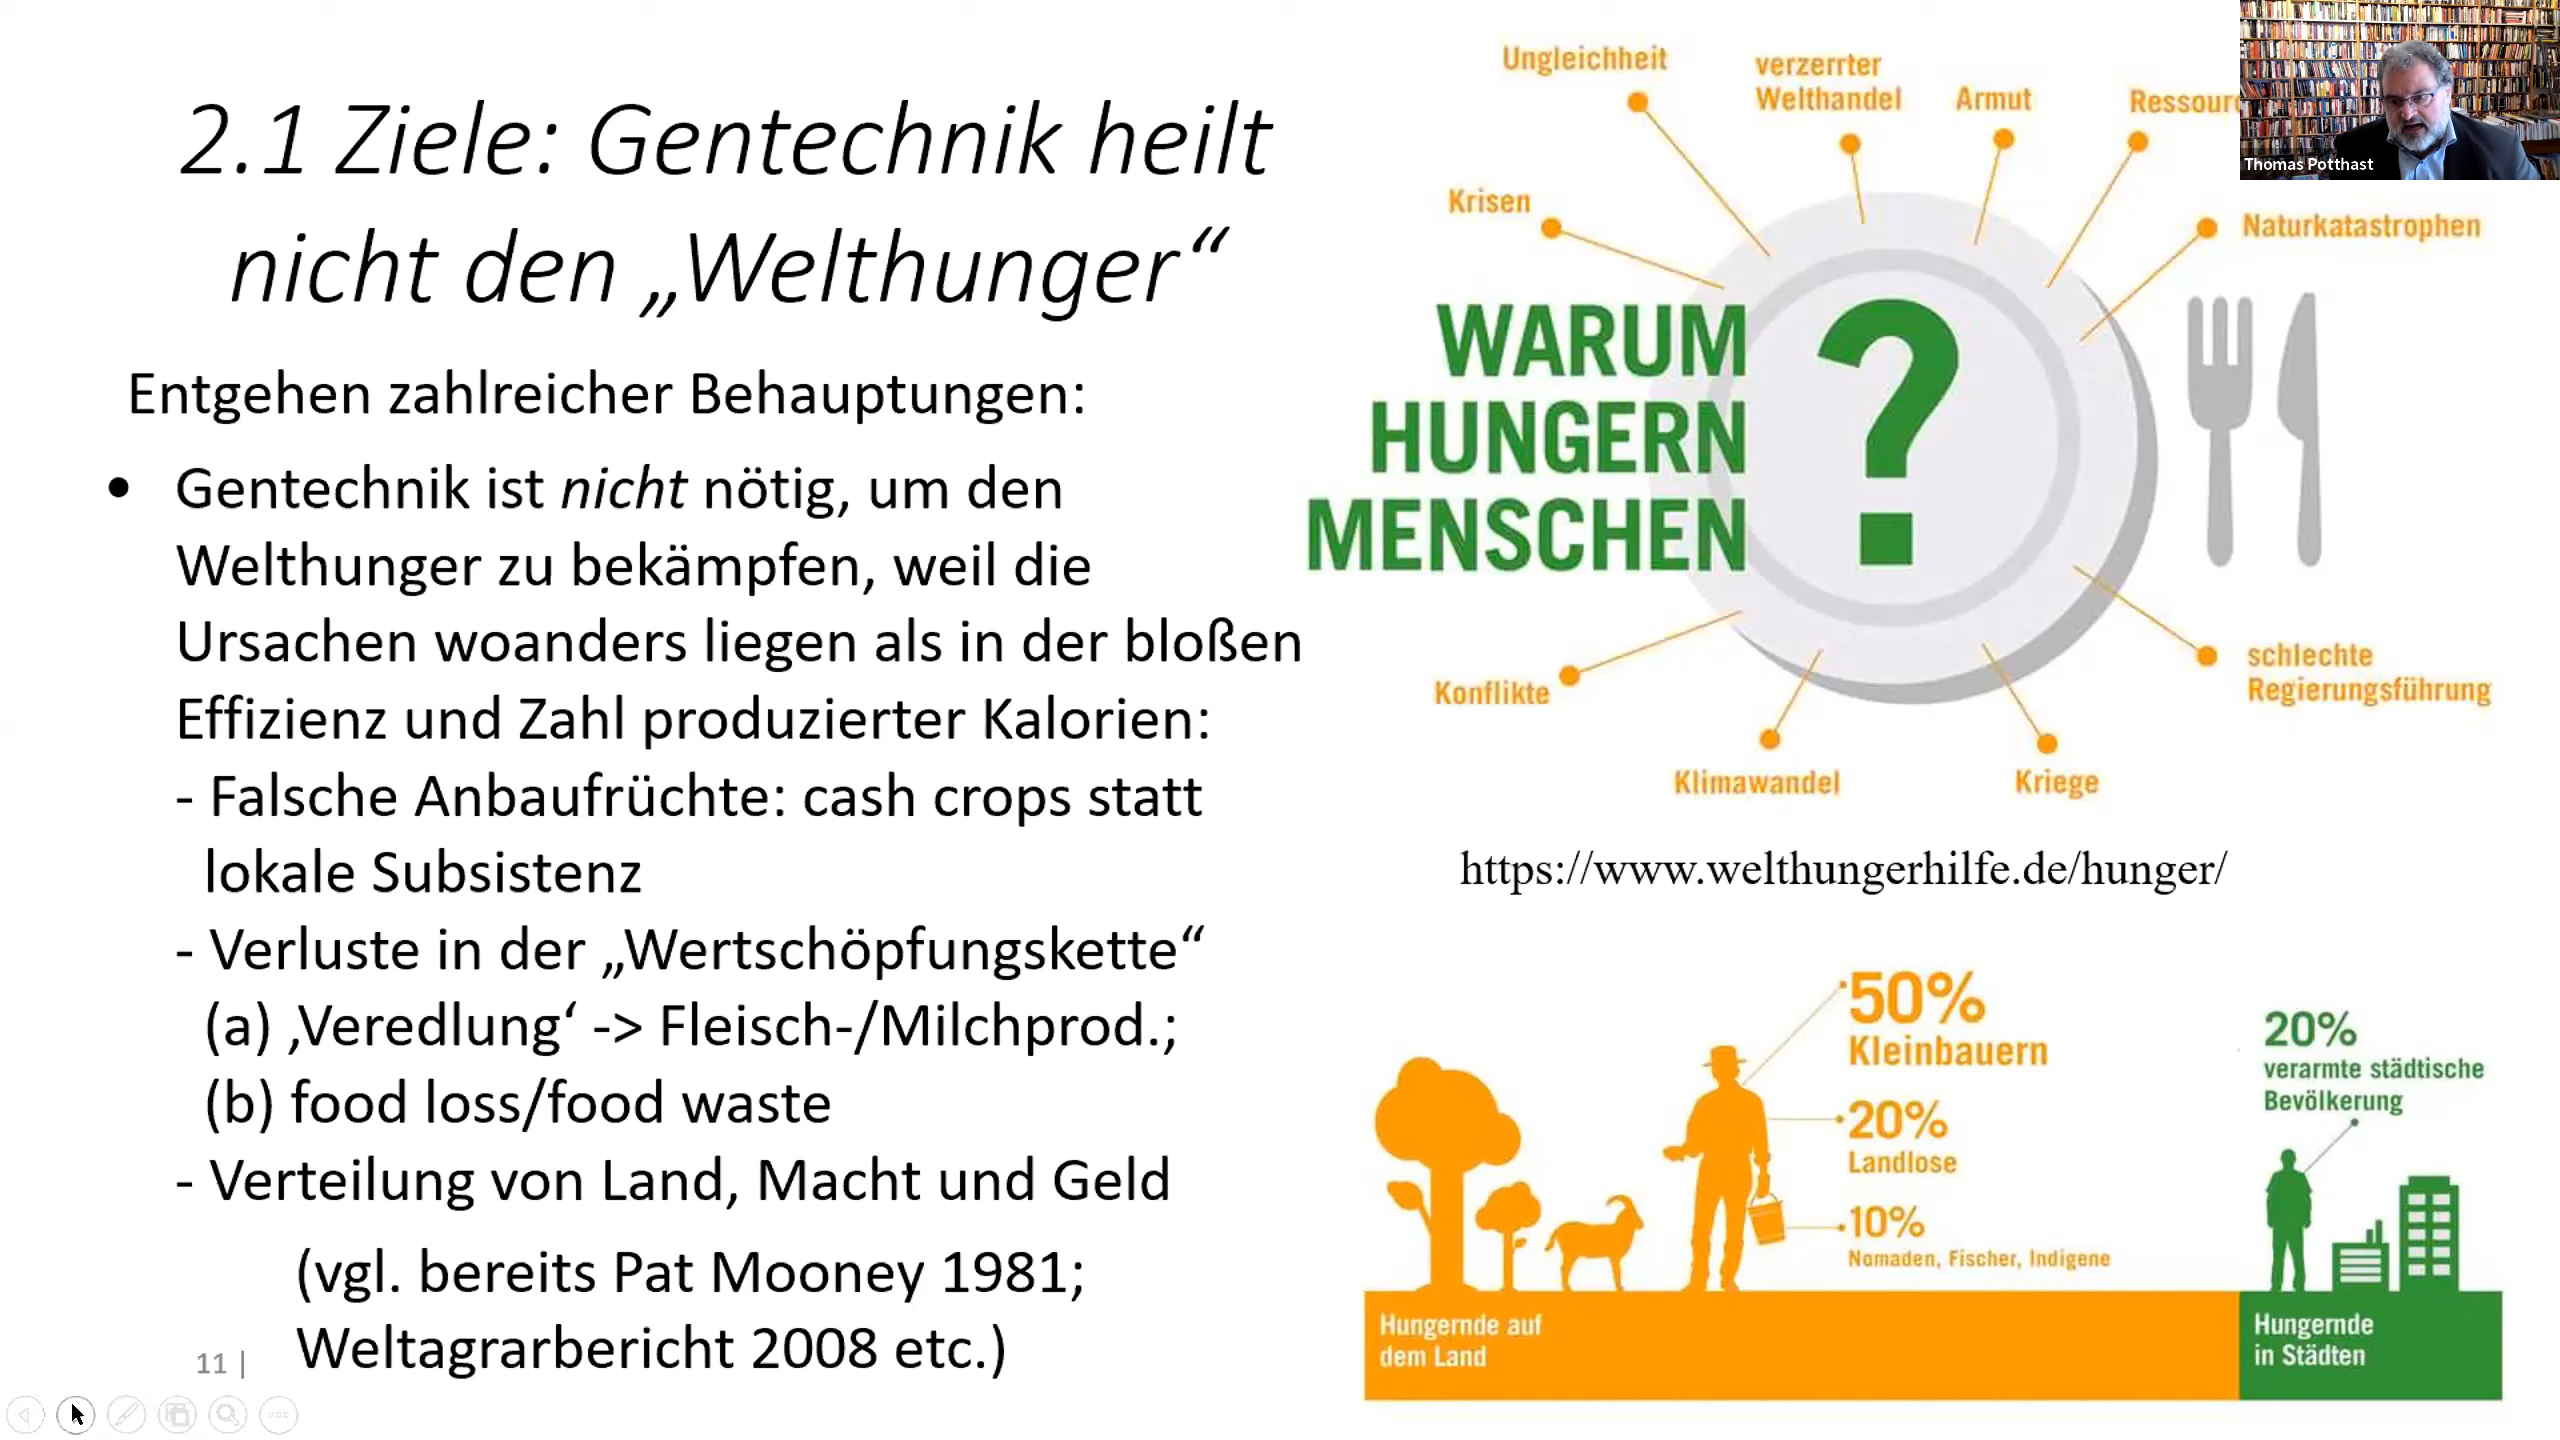 2.1 Ziele: Gentechnik heilt
nicht den „Welthunger“
Entgehen zahlreicher Behauptungen:
• Gentechnik ist nicht nötig, um den
Welthunger zu bekämpfen, weil die
Ursachen woanders liegen als in der bloßen
Effizienz und Zahl produzierter Kalorien:
- Falsche Anbaufrüchte: cash crops statt
lokale Subsistenz
- Verluste in der „Wertschöpfungskette“
(a) ‚Veredlung‘ -> Fleisch-/Milchprod.;
(b) food loss/food waste
- Verteilung von Land, Macht und Geld
(vgl. bereits Pat Mooney 1981;
Weltagrarbericht 2008 etc.)
11 |
Ungleichheit
verzerrter
Welthandel
Armut
Krisen
Naturkatastrophen
WARUM
HUNGERN
MENSCHEN
?
Konflikte
Klimawandel
Kriege
schlechte
Regierungsführung
https://www.welthungerhilfe.de/hunger/
50%
Kleinbauern
20%
Landlose
10%
Nomaden, Fischer, Indigene
Hungernde auf
dem Land
20%
verarmte städtische
Bevölkerung
Hungernde
in Städten
Thomas Potthast